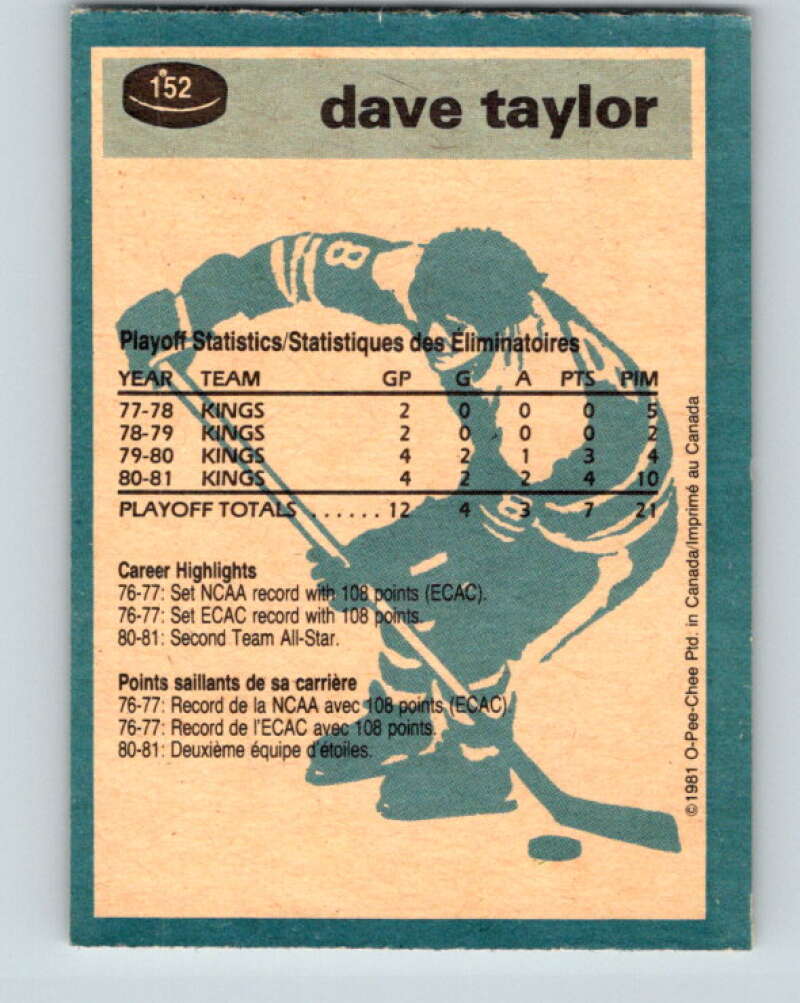 152
dave taylor
8
Playoff Statistics/Statistiques des Éliminatoires
YEAR TEAM GP G A PTS PIM
77-78 KINGS 2 0 0 0 5
78-79 KINGS 2 0 0 0 2
79-80 KINGS 4 2 1 3 4
80-81 KINGS 4 2 2 4 10
PLAYOFF TOTALS ...... 12 4 3 7 21
8
Career Highlights
76-77: Set NCAA record with 108 points (ECAC).
76-77: Set ECAC record with 108 points.
80-81: Second Team All-Star.
Points saillants de sa carrière
76-77: Record de la NCAA avec 108 points (ECAC)
76-77: Record de l'ECAC avec 108 points.
80-81: Deuxième équipe d'étoiles.
©1981 O-Pee-Chee Ptd. in Canada/Imprimé au Canada